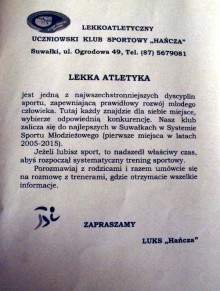 LEKKOATLETYCZNY
UCZNIOWSKI KLUB SPORTOWY „HAŃCZA"
Suwałki, ul. Ogrodowa 49, Tel. (87) 5679081
LEKKA ATLETYKA
jest jedną z najwszechstronniejszych dyscyplin
sportu, zapewniającą prawidłowy rozwój młodego
człowieka. Tutaj każdy znajdzie dla siebie miejsce,
wybierze odpowiednią konkurencję. Nasz klub
zalicza się do najlepszych w Suwałkach w Systemie
Sportu Młodzieżowego (pierwsze miejsca w latach
2005-2015).
Jeżeli lubisz sport, to nadszedł właściwy czas,
abyś rozpoczął systematyczny trening sportowy.
Porozmawiaj z rodzicami i razem umówcie się
na rozmowę z trenerami, gdzie otrzymacie wszelkie
informacje.
ZAPRASZAMY
LUKS „Hańcza"